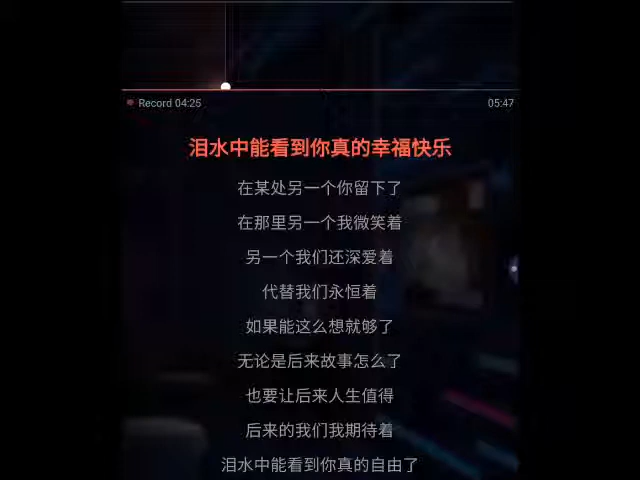 Record 04:25
05:47
泪水中能看到你真的幸福快乐
在某处另一个你留下了
在那里另一个我微笑着
另一个我们还深爱着
代替我们永恒着
如果能这么想就够了
无论是后来故事怎么了
也要让后来人生值得
后来的我们我期待着
泪水中能看到你真的自由了